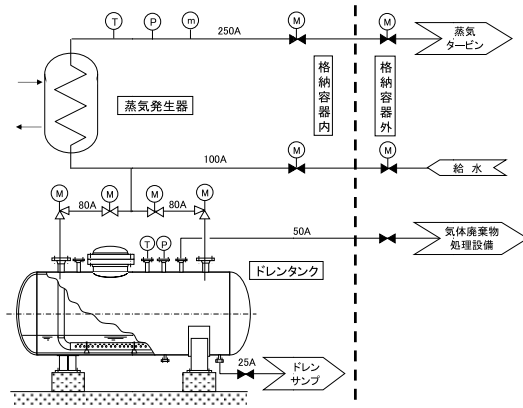 T
P
m
250A
M
M
蒸気
タービン
格納容器内
格納容器外
蒸気発生器
100A
M
M
給水
M
M
M
M
80A
80A
T
P
50A
気体廃棄物
処理設備
ドレンタンク
25A
ドレン
サンプ